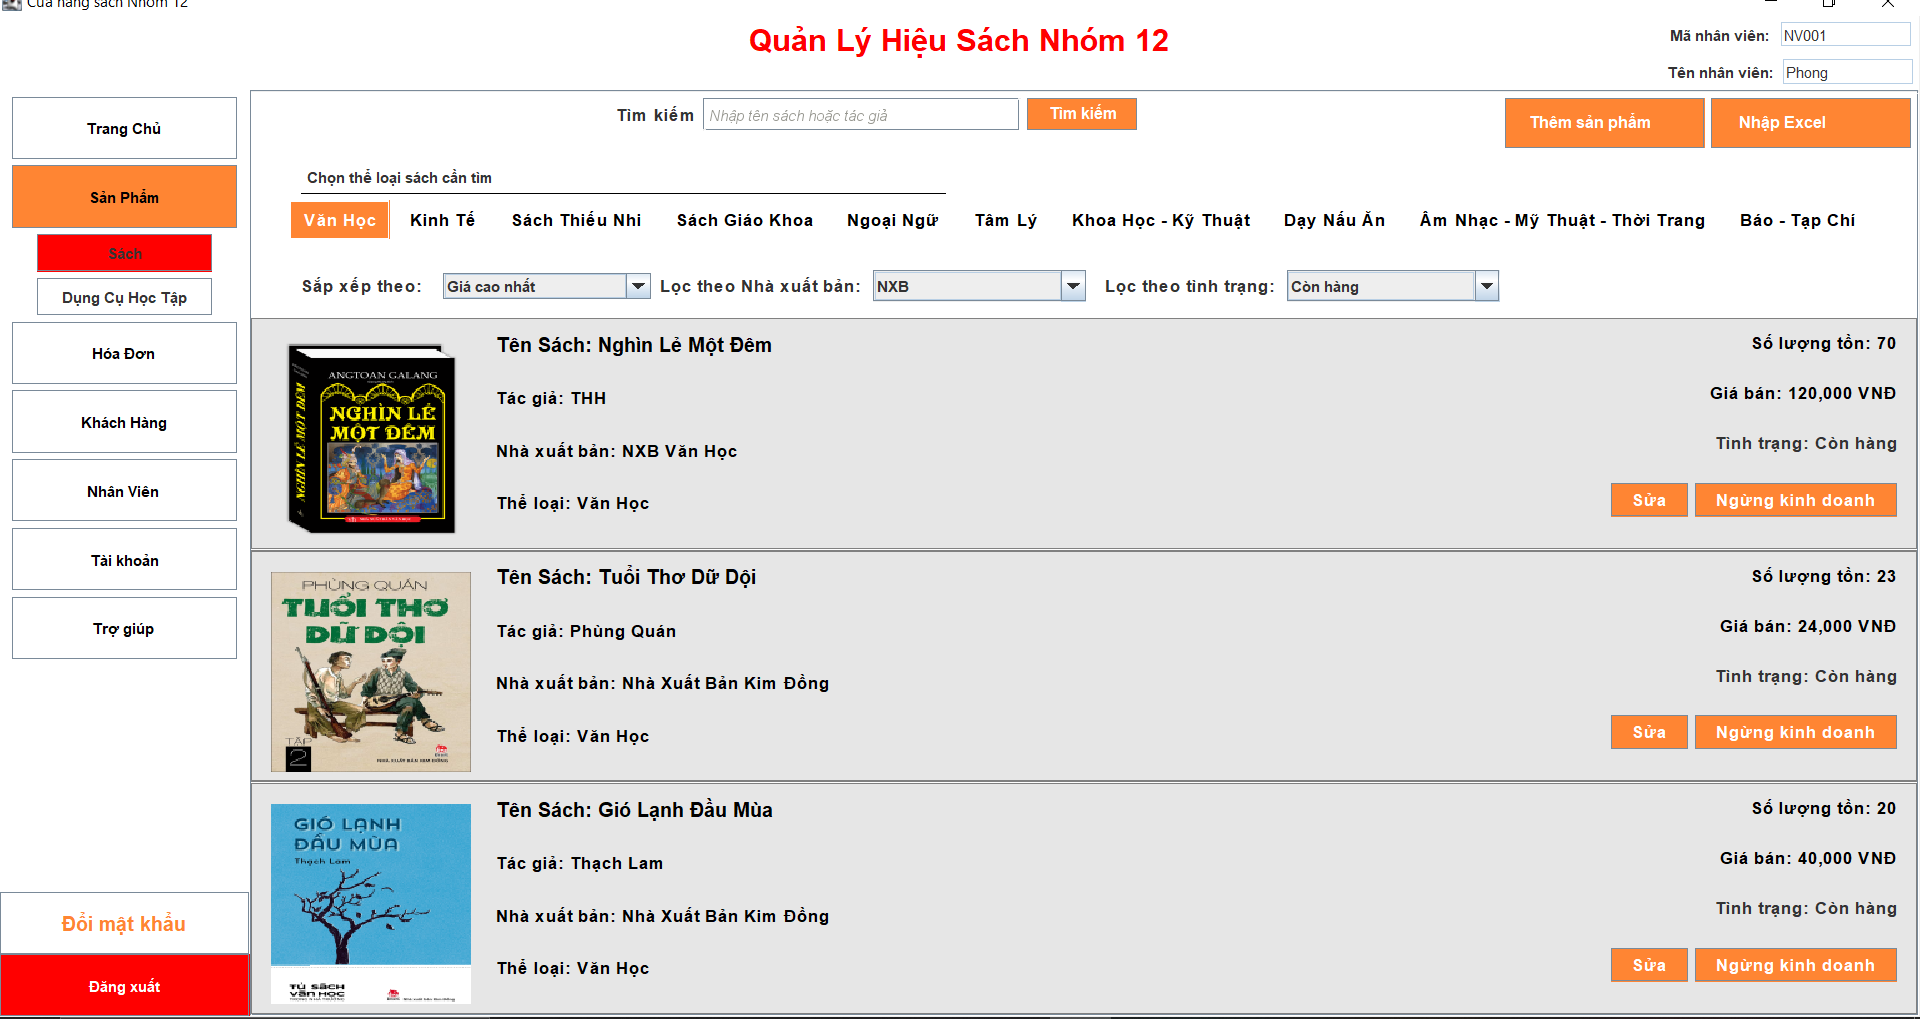 Cửa hàng sách Nhóm 12
Quản Lý Hiệu Sách Nhóm 12
Mã nhân viên: NV001
Tên nhân viên: Phong
Trang Chủ
Sản Phẩm
Sách
Dụng Cụ Học Tập
Hóa Đơn
Khách Hàng
Nhân Viên
Tài khoản
Trợ giúp
Đổi mật khẩu
Đăng xuất
Tìm kiếm Nhập tên sách hoặc tác giả Tìm kiếm
Thêm sản phẩm Nhập Excel
Chọn thể loại sách cần tìm
Văn Học Kinh Tế Sách Thiếu Nhi Sách Giáo Khoa Ngoại Ngữ Tâm Lý Khoa Học - Kỹ Thuật Dạy Nấu Ăn Âm Nhạc - Mỹ Thuật - Thời Trang Báo - Tạp Chí
Sắp xếp theo: Giá cao nhất Lọc theo Nhà xuất bản: NXB Lọc theo tình trạng: Còn hàng
ANGTOAN GALANG
NGHÌN LẺ
MỘT ĐÊM
NGHÌN LẺ MỘT ĐÊM
Tên Sách: Nghìn Lẻ Một Đêm
Tác giả: THH
Nhà xuất bản: NXB Văn Học
Thể loại: Văn Học
Số lượng tồn: 70
Giá bán: 120,000 VNĐ
Tình trạng: Còn hàng
Sửa Ngừng kinh doanh
PHÙNG QUÁN
TUỔI THƠ
DỮ DỘI
TẬP
2
Tên Sách: Tuổi Thơ Dữ Dội
Tác giả: Phùng Quán
Nhà xuất bản: Nhà Xuất Bản Kim Đồng
Thể loại: Văn Học
Số lượng tồn: 23
Giá bán: 24,000 VNĐ
Tình trạng: Còn hàng
Sửa Ngừng kinh doanh
GIÓ LẠNH
ĐẦU MÙA
Thạch Lam
TỦ SÁCH
VĂN HỌC
Tên Sách: Gió Lạnh Đầu Mùa
Tác giả: Thạch Lam
Nhà xuất bản: Nhà Xuất Bản Kim Đồng
Thể loại: Văn Học
Số lượng tồn: 20
Giá bán: 40,000 VNĐ
Tình trạng: Còn hàng
Sửa Ngừng kinh doanh